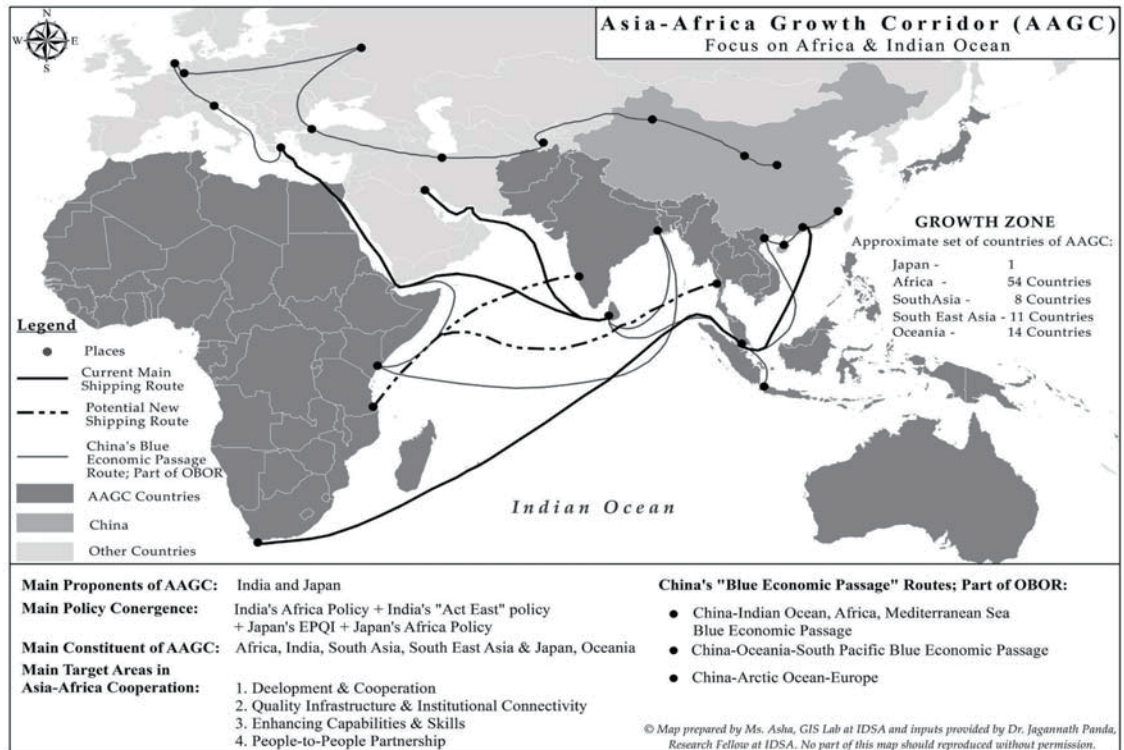 Asia-Africa Growth Corridor (AAGC)
Focus on Africa & Indian Ocean
N
W
E
S
GROWTH ZONE
Approximate set of countries of AAGC:
Japan - 1
Africa - 54 Countries
SouthAsia - 8 Countries
South East Asia - 11 Countries
Oceania - 14 Countries
Legend
Places
Current Main
Shipping Route
Potential New
Shipping Route
China's Blue
Economic Passage
Route; Part of OBOR
AAGC Countries
China
Other Countries
Indian Ocean
Main Proponents of AAGC: India and Japan
Main Policy Conergence: India's Africa Policy + India's "Act East" policy
+ Japan's EPQI + Japan's Africa Policy
Main Constituent of AAGC: Africa, India, South Asia, South East Asia & Japan, Oceania
Main Target Areas in
Asia-Africa Cooperation: 1. Deelopment & Cooperation
2. Quality Infrastructure & Institutional Connectivity
3. Enhancing Capabilities & Skills
4. People-to-People Partnership
China's "Blue Economic Passage" Routes; Part of OBOR:
● China-Indian Ocean, Africa, Mediterranean Sea
Blue Economic Passage
● China-Oceania-South Pacific Blue Economic Passage
● China-Arctic Ocean-Europe
© Map prepared by Ms. Asha, GIS Lab at IDSA and inputs provided by Dr. Jagannath Panda,
Research Fellow at IDSA. No part of this map should reproduced without permission.